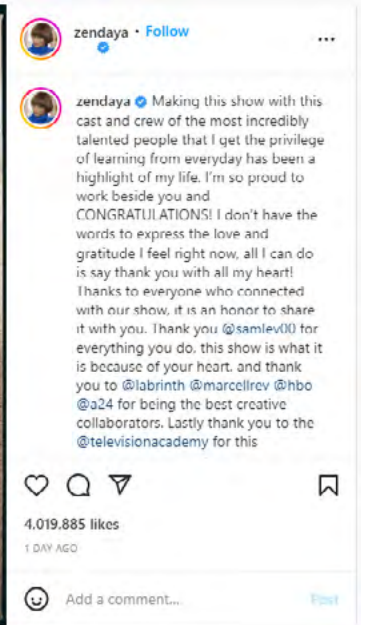 zendaya • Follow
zendaya Making this show with this
cast and crew of the most incredibly
talented people that I get the privilege
of learning from everyday has been a
highlight of my life. I'm so proud to
work beside you and
CONGRATULATIONS! I don't have the
words to express the love and
gratitude I feel right now, all I can do
is say thank you with all my heart!
Thanks to everyone who connected
with our show, it is an honor to share
it with you. Thank you @samlev00 for
everything you do, this show is what it
is because of your heart, and thank
you to @labrinth @marcellrev @hbo
@a24 for being the best creative
collaborators. Lastly thank you to the
@televisionacademy for this
4,019,885 likes
1 DAY AGO
Add a comment...
Post